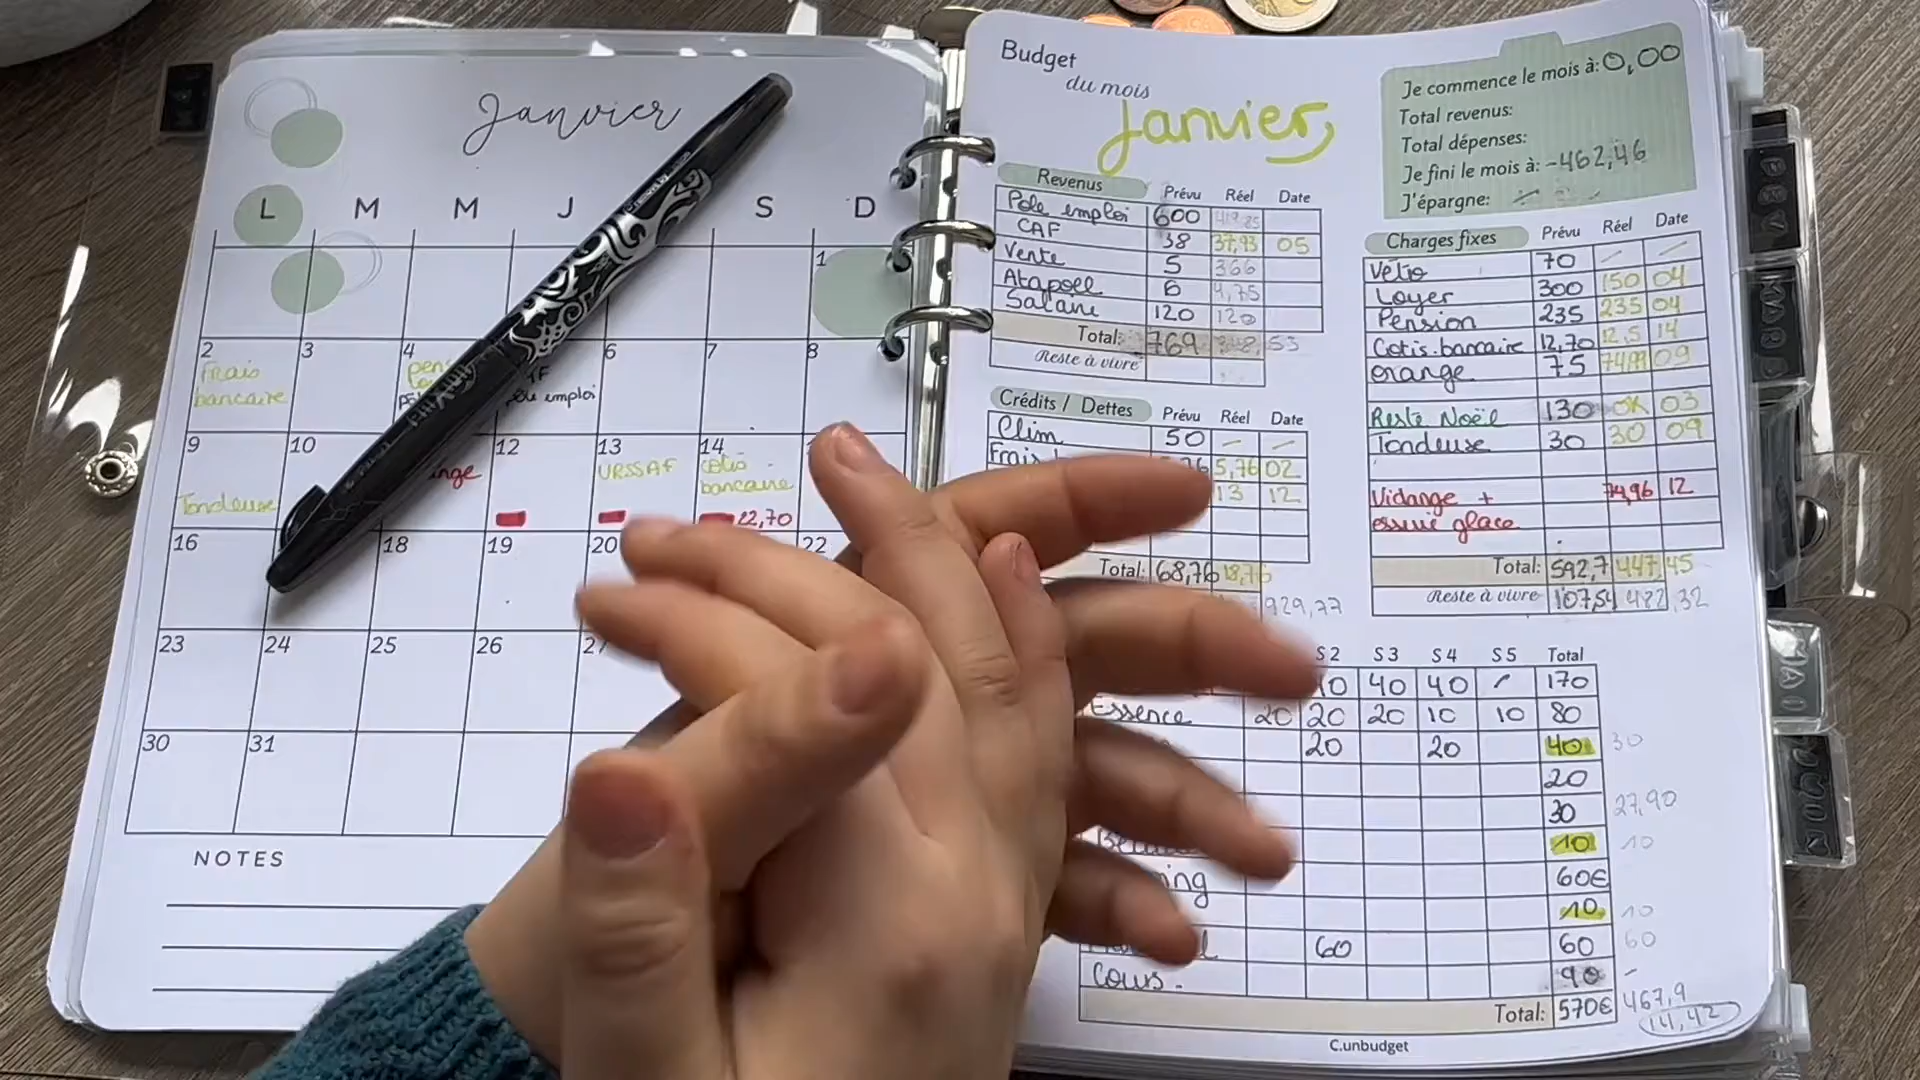 Janvier
L M M J S D
1
2 3 4 6 7 8
Frais
bancaire
pôle emploi
9 10 12 13 14
URSSAF
Cotis.
bancaire
Tondeuse
22,70
16 18 19 20 22
23 24 25 26
30 31
NOTES
Budget
du mois
Janvier
Je commence le mois à: 0,00
Total revenus:
Total dépenses:
Je fini le mois à: -462,46
J'épargne:
Revenus Prévu Réel Date
Pole emploi 600
CAF 38 37,93 05
Vente 5 366
Atapoll 6 4,75
Salaire 120 120
Total: 769
Reste à vivre
Crédits / Dettes Prévu Réel Date
Clim 50 - -
Frais 5,76 02
13 12
Total: 68,76 18,76
929,77
Charges fixes Prévu Réel Date
70
Loyer 300 150 04
Pension 235 235 04
Cotis.bancaire 12,70 12,5 14
orange 75 74,99 09
Reste Noël 130 OK 03
Tondeuse 30 30 09
Vidange + 74,96 12
essuie glace
Total: 592,7 447,45
Reste à vivre 107,54 482,32
S2 S3 S4 S5 Total
40 40 170
Essence 20 20 20 10 10 80
20 20 40 30
20
30 27,90
10 10
60€
10 10
60 60 60
Cours. 90 -
Total: 570€ 467,9
14,42
C.unbudget